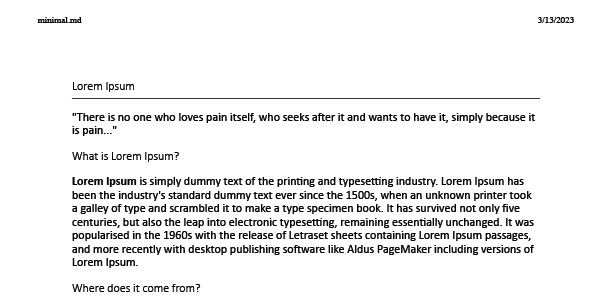 minimal.md 3/13/2023
Lorem Ipsum
"There is no one who loves pain itself, who seeks after it and wants to have it, simply because it
is pain..."
What is Lorem Ipsum?
Lorem Ipsum is simply dummy text of the printing and typesetting industry. Lorem Ipsum has
been the industry's standard dummy text ever since the 1500s, when an unknown printer took
a galley of type and scrambled it to make a type specimen book. It has survived not only five
centuries, but also the leap into electronic typesetting, remaining essentially unchanged. It was
popularised in the 1960s with the release of Letraset sheets containing Lorem Ipsum passages,
and more recently with desktop publishing software like Aldus PageMaker including versions of
Lorem Ipsum.
Where does it come from?